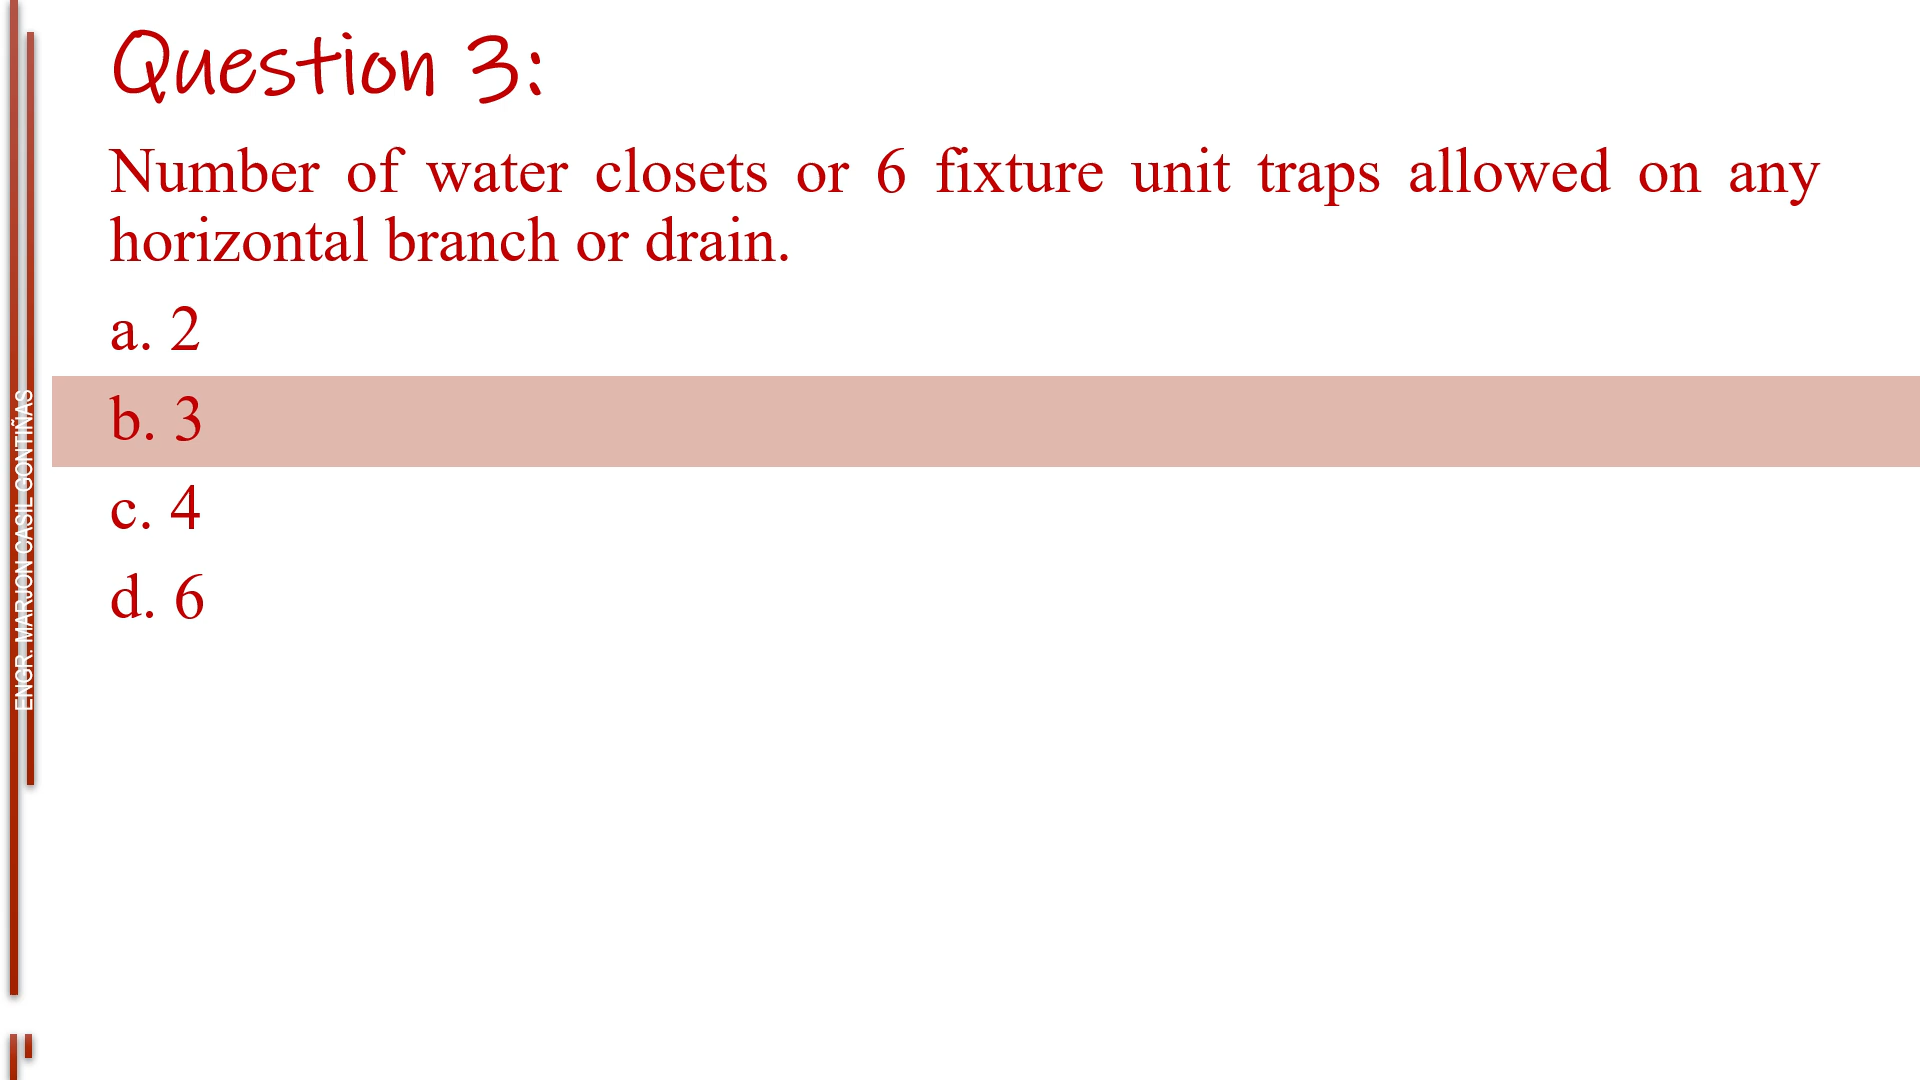 Question 3:
Number of water closets or 6 fixture unit traps allowed on any
horizontal branch or drain.
a. 2
b. 3
c. 4
d. 6
ENGR. MARJON CASIL GONTIÑAS